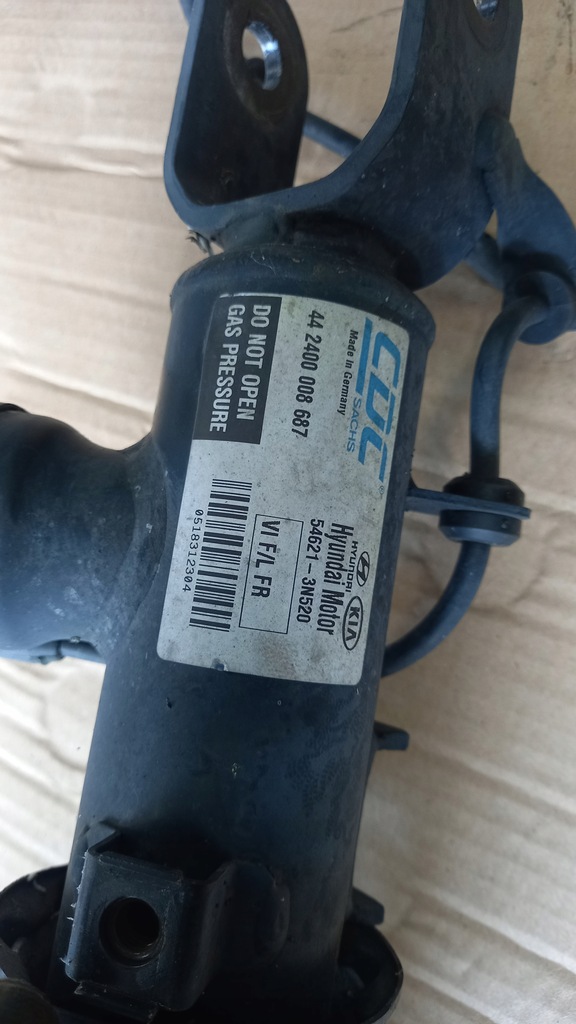 CDC®
SACHS
Made in Germany
44 2400 008 687
DO NOT OPEN
GAS PRESSURE
HYUNDAI
KIA
Hyundai Motor
54621-3N520
VI F/L FR
0518312304